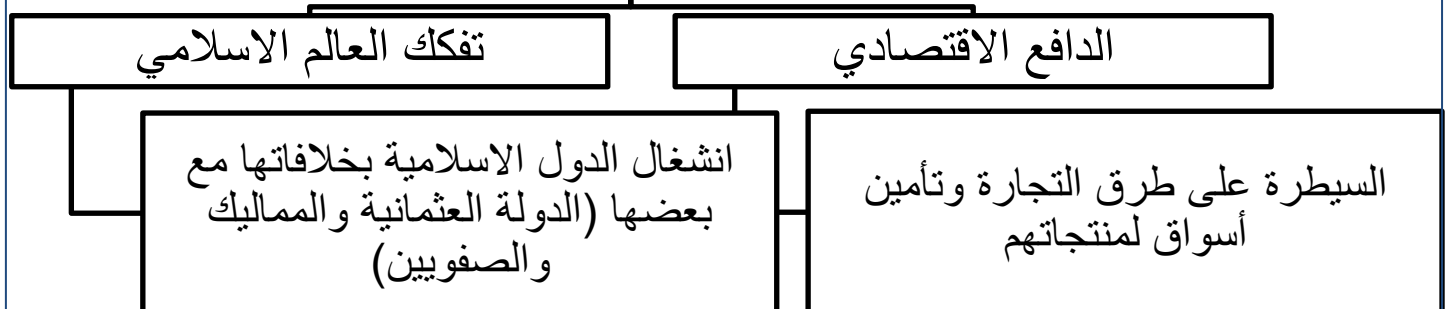 الدافع الاقتصادي
تفكك العالم الاسلامي
السيطرة على طرق التجارة وتأمين
أسواق لمنتجاتهم
انشغال الدول الاسلامية بخلافاتها مع
بعضها (الدولة العثمانية والمماليك
والصفويين)